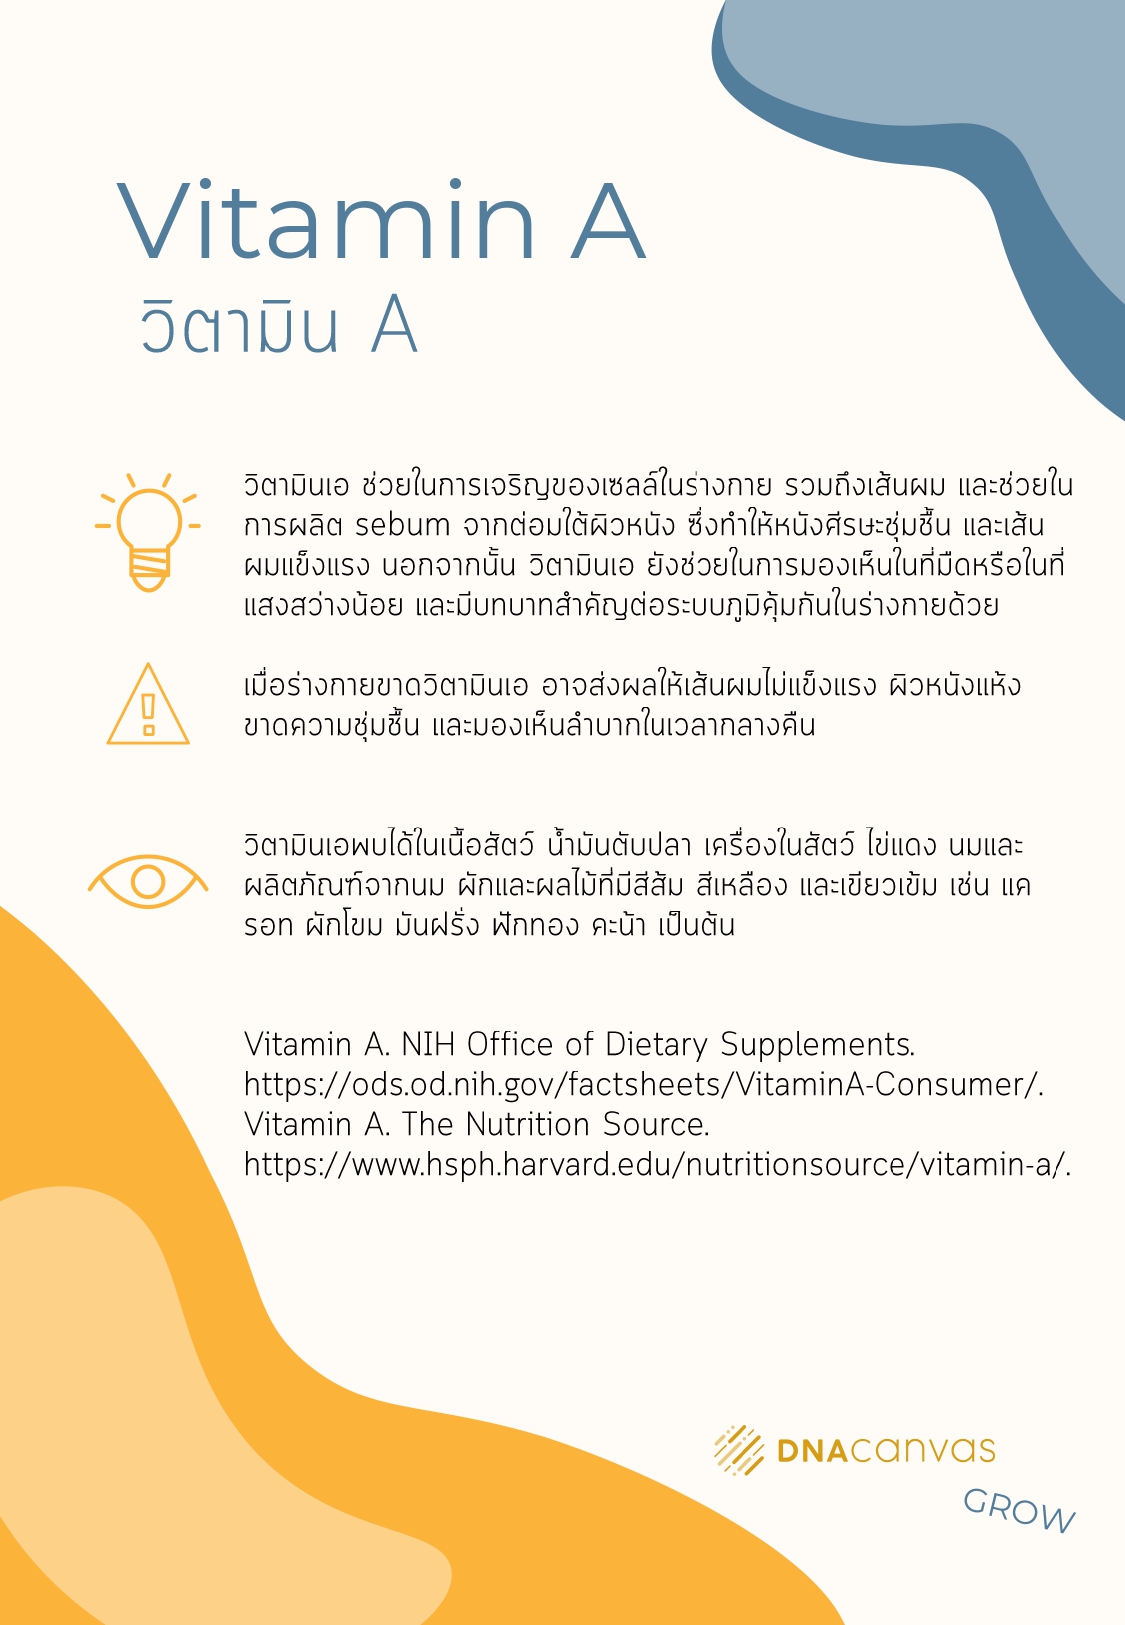 Vitamin A
วิตามิน A
วิตามินเอ ช่วยในการเจริญของเซลล์ในร่างกาย รวมถึงเส้นผม และช่วยใน
การผลิต sebum จากต่อมใต้ผิวหนัง ซึ่งทำให้หนังศีรษะชุ่มชื้น และเส้น
ผมแข็งแรง นอกจากนั้น วิตามินเอ ยังช่วยในการมองเห็นในที่มืดหรือในที่
แสงสว่างน้อย และมีบทบาทสำคัญต่อระบบภูมิคุ้มกันในร่างกายด้วย
เมื่อร่างกายขาดวิตามินเอ อาจส่งผลให้เส้นผมไม่แข็งแรง ผิวหนังแห้ง
ขาดความชุ่มชื้น และมองเห็นลำบากในเวลากลางคืน
วิตามินเอพบได้ในเนื้อสัตว์ น้ำมันตับปลา เครื่องในสัตว์ ไข่แดง นมและ
ผลิตภัณฑ์จากนม ผักและผลไม้ที่มีสีส้ม สีเหลือง และเขียวเข้ม เช่น แค
รอท ผักโขม มันฝรั่ง ฟักทอง คะน้า เป็นต้น
Vitamin A. NIH Office of Dietary Supplements.
https://ods.od.nih.gov/factsheets/VitaminA-Consumer/.
Vitamin A. The Nutrition Source.
https://www.hsph.harvard.edu/nutritionsource/vitamin-a/.
DNAcanvas
GROW